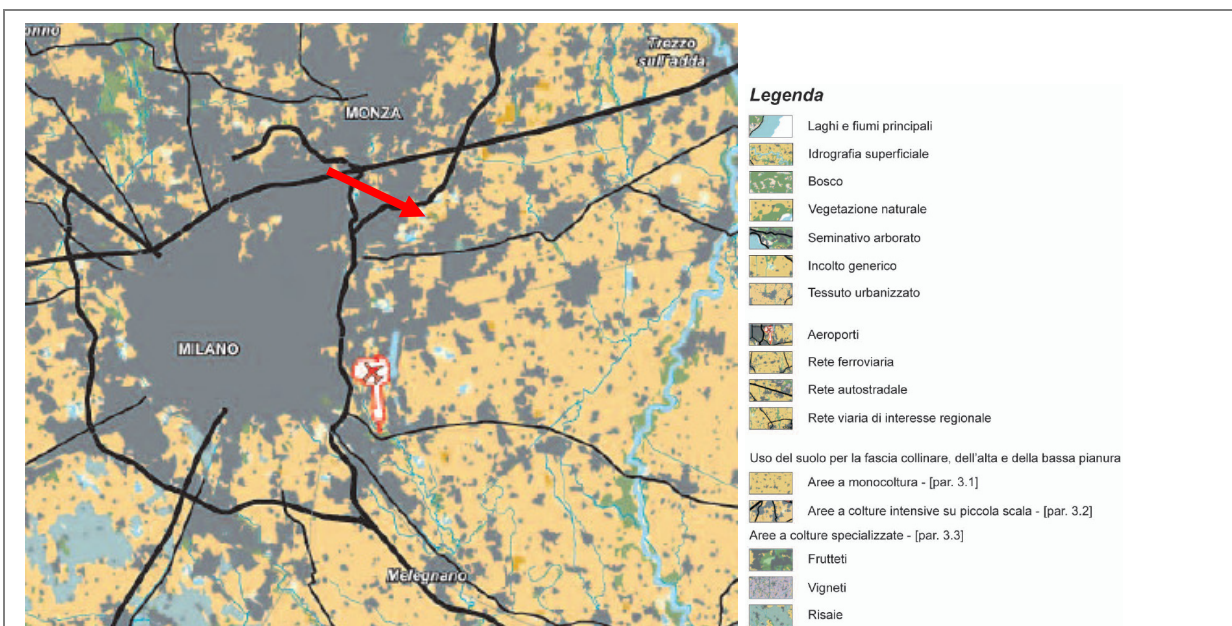 onno
Trezzo
sull'adda
MONZA
MILANO
Melegnano
Legenda
Laghi e fiumi principali
Idrografia superficiale
Bosco
Vegetazione naturale
Seminativo arborato
Incolto generico
Tessuto urbanizzato
Aeroporti
Rete ferroviaria
Rete autostradale
Rete viaria di interesse regionale
Uso del suolo per la fascia collinare, dell'alta e della bassa pianura
Aree a monocoltura - [par. 3.1]
Aree a colture intensive su piccola scala - [par. 3.2]
Aree a colture specializzate - [par. 3.3]
Frutteti
Vigneti
Risaie